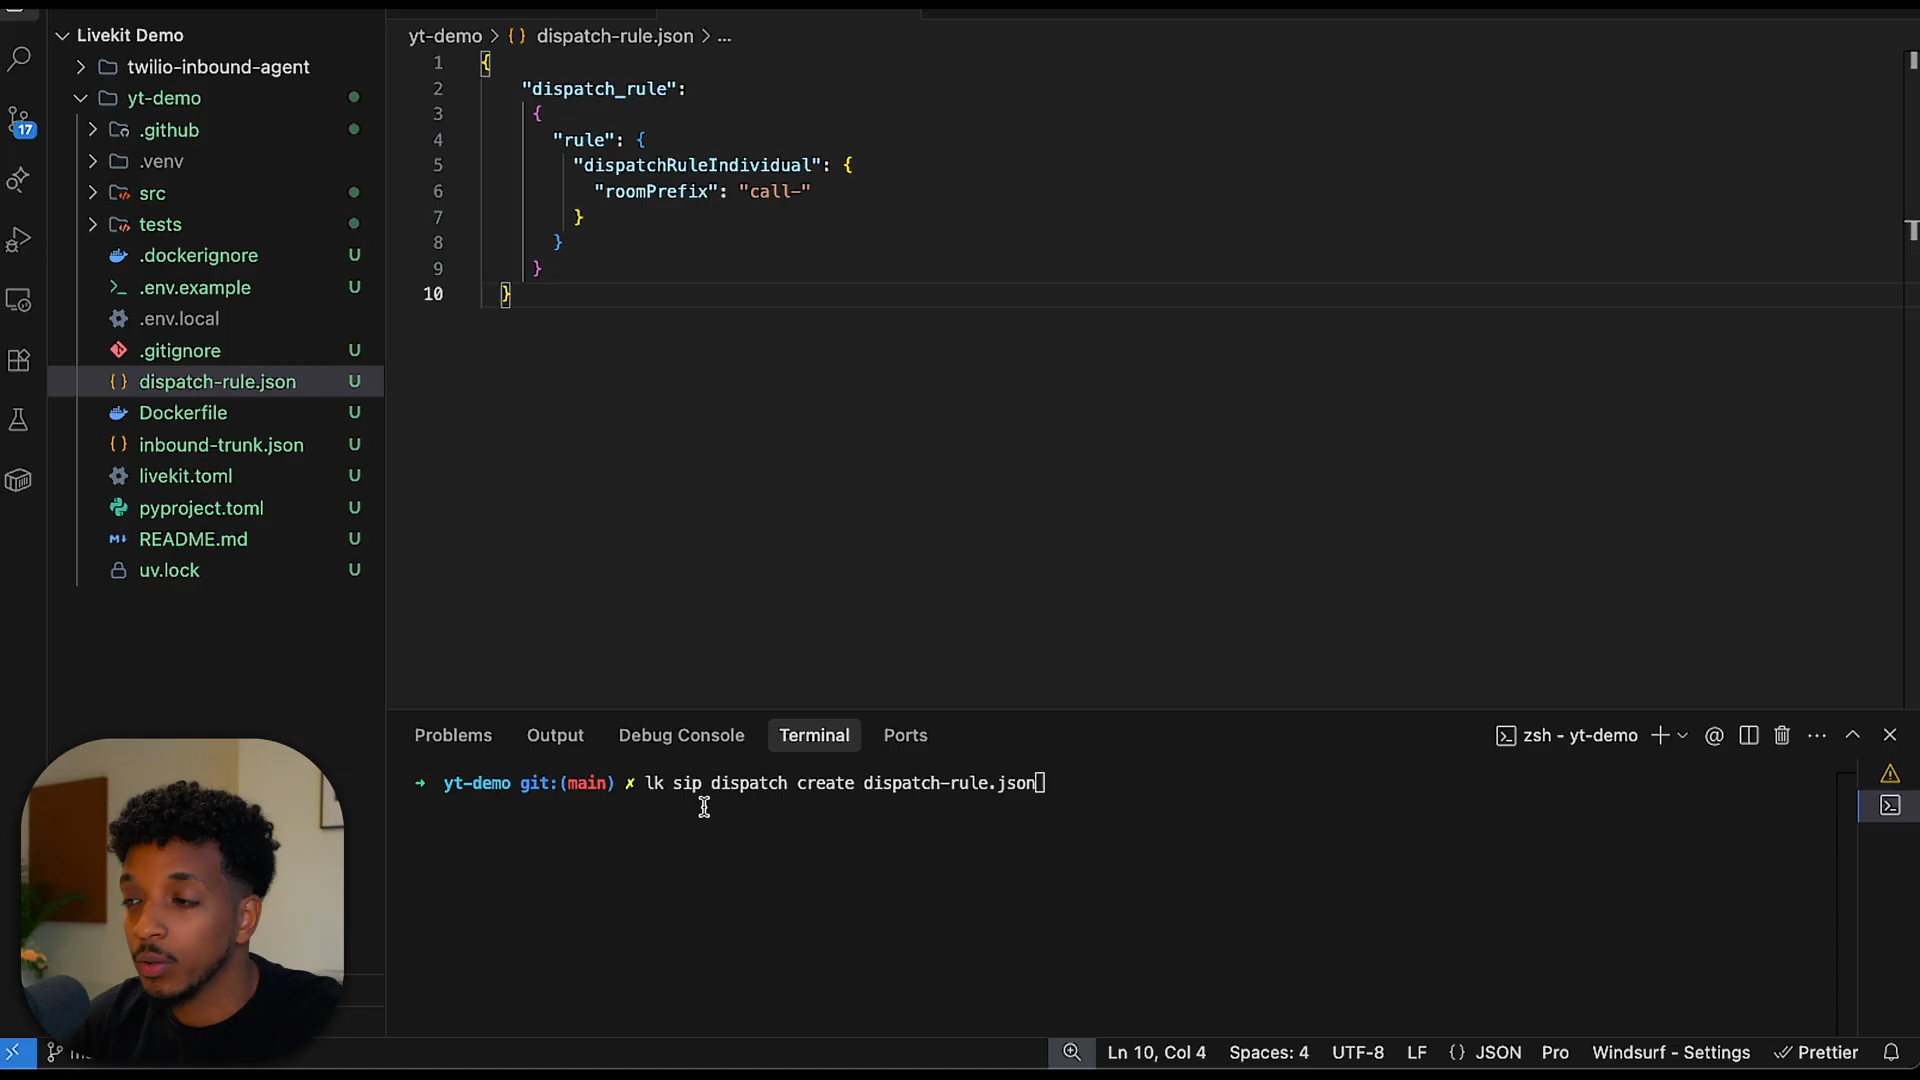 Livekit Demo
twilio-inbound-agent
yt-demo
.github
.venv
src
tests
.dockerignore U
.env.example U
.env.local
.gitignore U
dispatch-rule.json U
Dockerfile U
inbound-trunk.json U
livekit.toml U
pyproject.toml U
README.md U
uv.lock U
17
yt-demo > {} dispatch-rule.json > ...
1 {
2 "dispatch_rule":
3 {
4 "rule": {
5 "dispatchRuleIndividual": {
6 "roomPrefix": "call-"
7 }
8 }
9 }
10 }
Problems Output Debug Console Terminal Ports
zsh - yt-demo
→ yt-demo git:(main) ✗ lk sip dispatch create dispatch-rule.json
Ln 10, Col 4 Spaces: 4 UTF-8 LF {} JSON Pro Windsurf - Settings Prettier